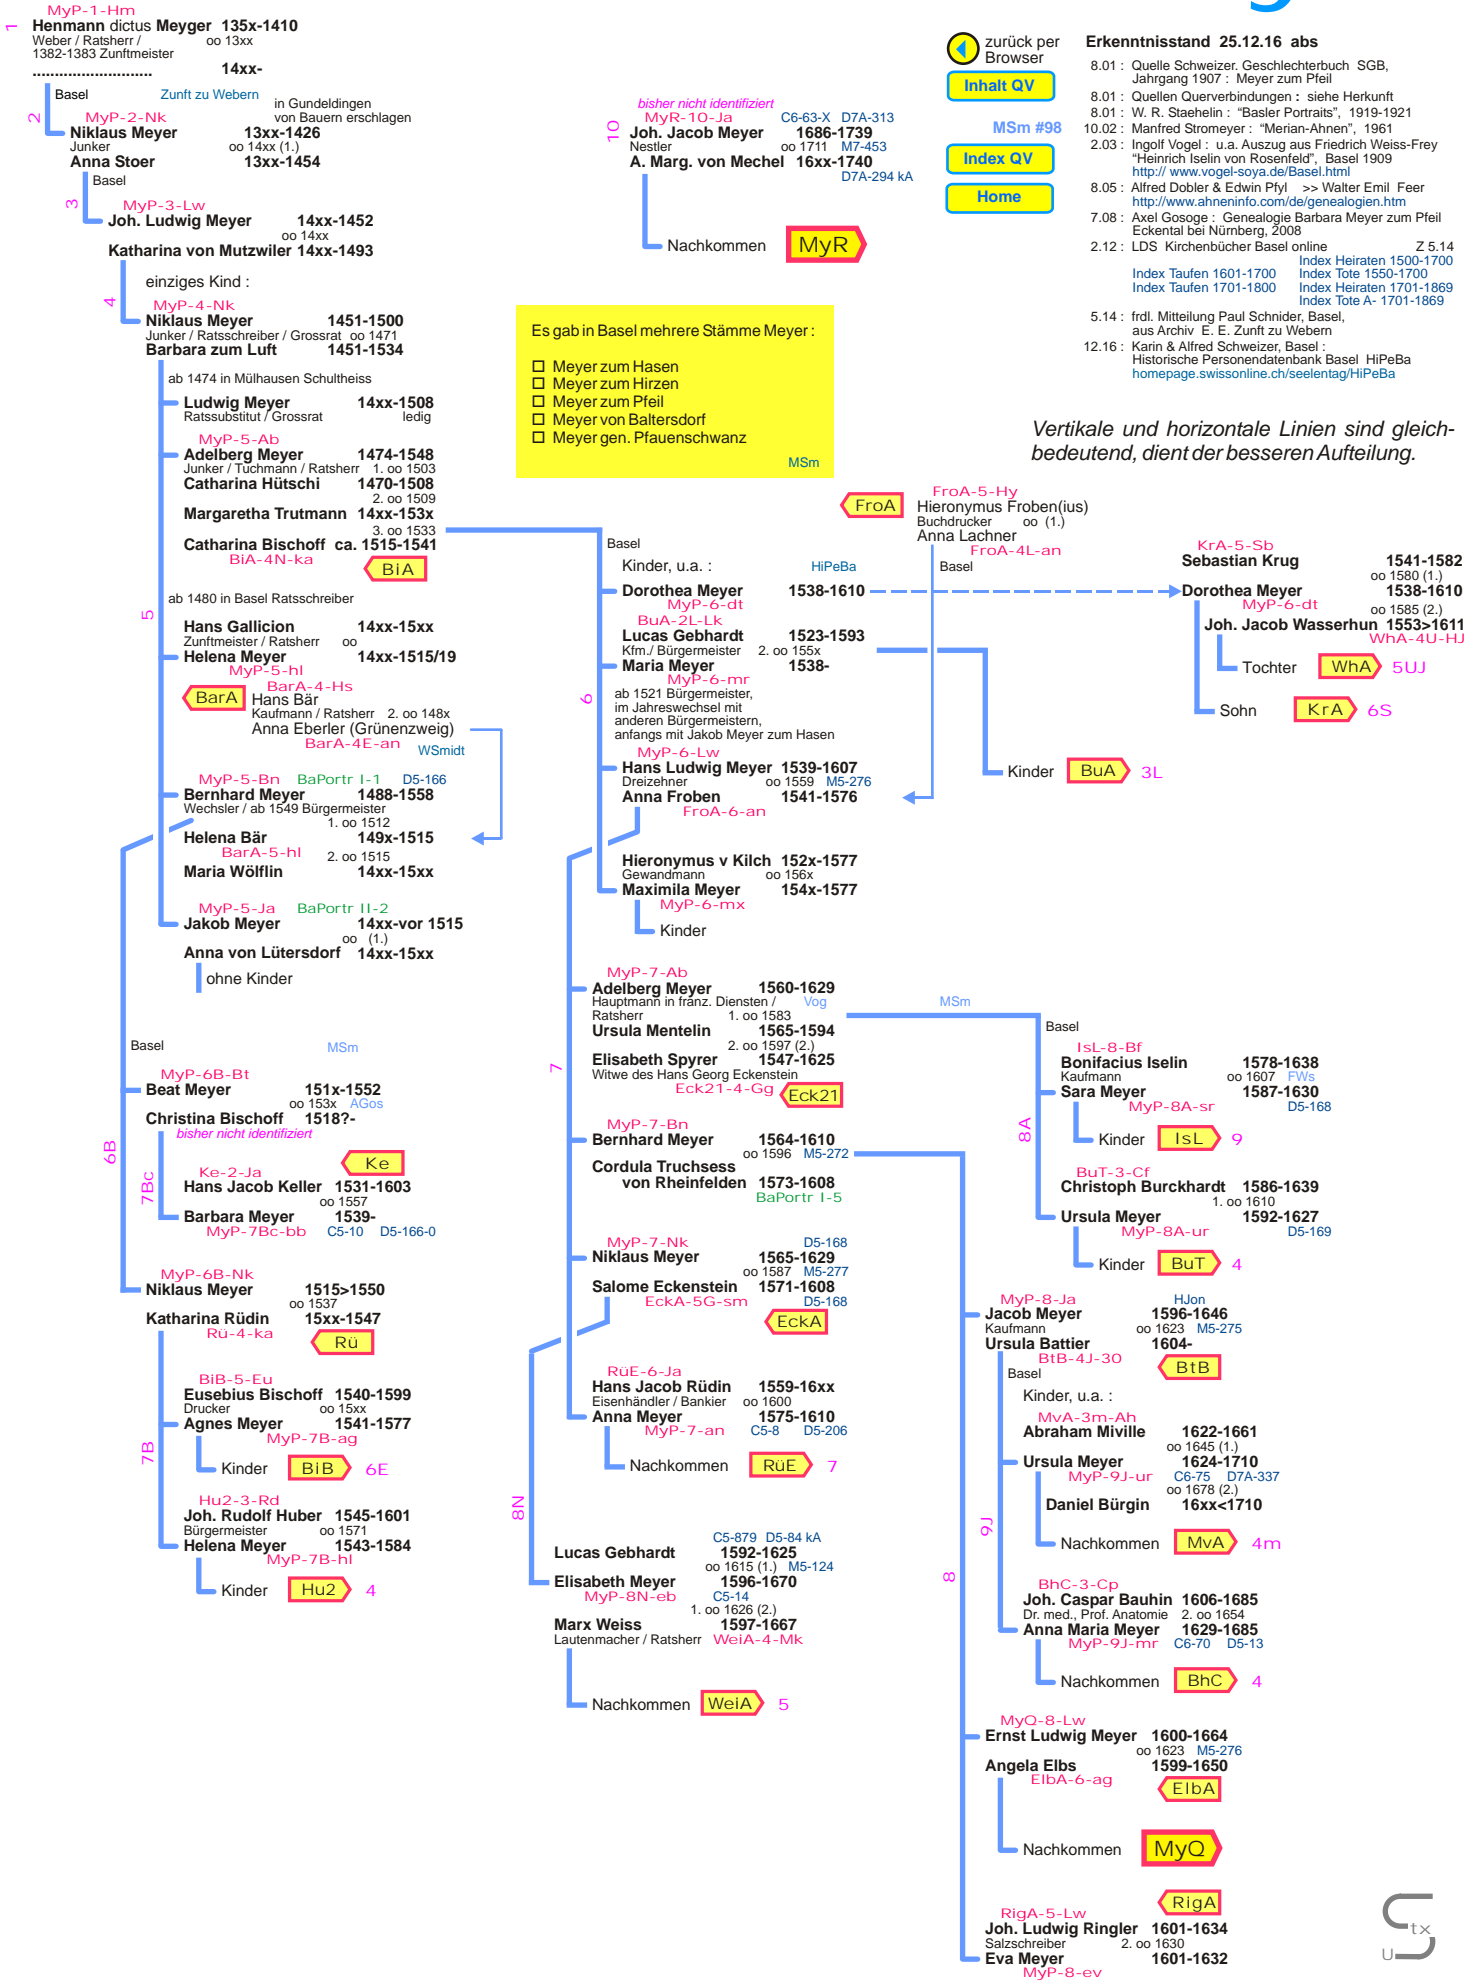 MyP-1-Hm
1
Henmann dictus Meyger 135x-1410
Weber / Ratsherr / oo 13xx
1382-1383 Zunftmeister
........................... 14xx-
Basel Zunft zu Webern
2
MyP-2-Nk
in Gundeldingen
von Bauern erschlagen
Niklaus Meyer 13xx-1426
Junker oo 14xx (1.)
Anna Stoer 13xx-1454
Basel
3
MyP-3-Lw
Joh. Ludwig Meyer 14xx-1452
oo 14xx
Katharina von Mutzwiler 14xx-1493
einziges Kind :
4
MyP-4-Nk
Niklaus Meyer 1451-1500
Junker / Ratsschreiber / Grossrat oo 1471
Barbara zum Luft 1451-1534
ab 1474 in Mülhausen Schultheiss
Ludwig Meyer 14xx-1508
Ratssubstitut / Grossrat ledig
MyP-5-Ab
Adelberg Meyer 1474-1548
Junker / Tuchmann / Ratsherr 1. oo 1503
Catharina Hütschi 1470-1508
2. oo 1509
Margaretha Trutmann 14xx-153x
3. oo 1533
Catharina Bischoff ca. 1515-1541
BiA-4N-ka
BiA
ab 1480 in Basel Ratsschreiber
5
Hans Gallicion 14xx-15xx
Zunftmeister / Ratsherr oo
Helena Meyer 14xx-1515/19
MyP-5-hl
BarA
BarA-4-Hs
Hans Bär
Kaufmann / Ratsherr 2. oo 148x
Anna Eberler (Grünenzweig)
BarA-4E-an
WSmidt
MyP-5-Bn BaPortr I-1 D5-166
Bernhard Meyer 1488-1558
Wechsler / ab 1549 Bürgermeister
1. oo 1512
Helena Bär 149x-1515
BarA-5-hl 2. oo 1515
Maria Wölflin 14xx-15xx
MyP-5-Ja BaPortr II-2
Jakob Meyer 14xx-vor 1515
oo (1.)
Anna von Lütersdorf 14xx-15xx
ohne Kinder
Basel MSm
MyP-6B-Bt
Beat Meyer 151x-1552
oo 153x AGos
Christina Bischoff 1518?-
bisher nicht identifiziert
6B
Ke
7Bc
Ke-2-Ja
Hans Jacob Keller 1531-1603
oo 1557
Barbara Meyer 1539-
MyP-7Bc-bb C5-10 D5-166-0
MyP-6B-Nk
Niklaus Meyer 1515>1550
oo 1537
Katharina Rüdin 15xx-1547
Rü-4-ka
Rü
BiB-5-Eu
Eusebius Bischoff 1540-1599
Drucker oo 15xx
Agnes Meyer 1541-1577
MyP-7B-ag
7B
Kinder BiB 6E
Hu2-3-Rd
Joh. Rudolf Huber 1545-1601
Bürgermeister oo 1571
Helena Meyer 1543-1584
MyP-7B-hl
Kinder Hu2 4
bisher nicht identifiziert
10
MyR-10-Ja C6-63-X D7A-313
Joh. Jacob Meyer 1686-1739
Nestler oo 1711 M7-453
A. Marg. von Mechel 16xx-1740
D7A-294 kA
Nachkommen MyR
Es gab in Basel mehrere Stämme Meyer :
Meyer zum Hasen
Meyer zum Hirzen
Meyer zum Pfeil
Meyer von Baltersdorf
Meyer gen. Pfauenschwanz
MSm
zurück per
Browser
Inhalt QV
MSm #98
Index QV
Home
Erkenntnisstand 25.12.16 abs
8.01 : Quelle Schweizer. Geschlechterbuch SGB,
Jahrgang 1907 : Meyer zum Pfeil
8.01 : Quellen Querverbindungen : siehe Herkunft
8.01 : W. R. Staehelin : "Basler Portraits", 1919-1921
10.02 : Manfred Stromeyer : "Merian-Ahnen", 1961
2.03 : Ingolf Vogel : u.a. Auszug aus Friedrich Weiss-Frey
"Heinrich Iselin von Rosenfeld", Basel 1909
http:// www.vogel-soya.de/Basel.html
8.05 : Alfred Dobler & Edwin Pfyl >> Walter Emil Feer
http://www.ahneninfo.com/de/genealogien.htm
7.08 : Axel Gosoge : Genealogie Barbara Meyer zum Pfeil
Eckental bei Nürnberg, 2008
2.12 : LDS Kirchenbücher Basel online Z 5.14
Index Heiraten 1500-1700
Index Taufen 1601-1700 Index Tote 1550-1700
Index Taufen 1701-1800 Index Heiraten 1701-1869
Index Tote A- 1701-1869
5.14 : frdl. Mitteilung Paul Schnider, Basel,
aus Archiv E. E. Zunft zu Webern
12.16 : Karin & Alfred Schweizer, Basel :
Historische Personendatenbank Basel HiPeBa
homepage.swissonline.ch/seelentag/HiPeBa
Vertikale und horizontale Linien sind gleich-
bedeutend, dient der besseren Aufteilung.
FroA
FroA-5-Hy
Hieronymus Froben(ius)
Buchdrucker oo (1.)
Anna Lachner
FroA-4L-an
Basel
Basel
Kinder, u.a. : HiPeBa
Dorothea Meyer 1538-1610
MyP-6-dt
BuA-2L-Lk
Lucas Gebhardt 1523-1593
Kfm./ Bürgermeister 2. oo 155x
Maria Meyer 1538-
MyP-6-mr
6
ab 1521 Bürgermeister,
im Jahreswechsel mit
anderen Bürgermeistern,
anfangs mit Jakob Meyer zum Hasen
MyP-6-Lw
Hans Ludwig Meyer 1539-1607
Dreizehner oo 1559 M5-276
Anna Froben 1541-1576
FroA-6-an
Kinder BuA 3L
Hieronymus v Kilch 152x-1577
Gewandmann oo 156x
Maximila Meyer 154x-1577
MyP-6-mx
Kinder
KrA-5-Sb
Sebastian Krug 1541-1582
oo 1580 (1.)
Dorothea Meyer 1538-1610
MyP-6-dt oo 1585 (2.)
Joh. Jacob Wasserhun 1553>1611
WhA-4U-HJ
Tochter WhA 5UJ
Sohn KrA 6S
MyP-7-Ab
Adelberg Meyer 1560-1629
Hauptmann in franz. Diensten / Vog
Ratsherr 1. oo 1583
Ursula Mentelin 1565-1594
2. oo 1597 (2.)
Elisabeth Spyrer 1547-1625
Witwe des Hans Georg Eckenstein
Eck21-4-Gg
Eck21
7
MyP-7-Bn
Bernhard Meyer 1564-1610
oo 1596 M5-272
Cordula Truchsess
von Rheinfelden 1573-1608
BaPortr I-5
MyP-7-Nk D5-168
Niklaus Meyer 1565-1629
oo 1587 M5-277
Salome Eckenstein 1571-1608
EckA-5G-sm D5-168
EckA
RüE-6-Ja
Hans Jacob Rüdin 1559-16xx
Eisenhändler / Bankier oo 1600
Anna Meyer 1575-1610
MyP-7-an C5-8 D5-206
Nachkommen RüE 7
8N
C5-879 D5-84 kA
Lucas Gebhardt 1592-1625
oo 1615 (1.) M5-124
Elisabeth Meyer 1596-1670
MyP-8N-eb C5-14
1. oo 1626 (2.)
Marx Weiss 1597-1667
Lautenmacher / Ratsherr WeiA-4-Mk
Nachkommen WeiA 5
MSm
Basel
8A
IsL-8-Bf
Bonifacius Iselin 1578-1638
Kaufmann oo 1607 FWs
Sara Meyer 1587-1630
MyP-8A-sr D5-168
Kinder IsL 9
BuT-3-Cf
Christoph Burckhardt 1586-1639
1. oo 1610
Ursula Meyer 1592-1627
MyP-8A-ur D5-169
Kinder BuT 4
8
MyP-8-Ja HJon
Jacob Meyer 1596-1646
Kaufmann oo 1623 M5-275
Ursula Battier 1604-
BtB-4J-30
BtB
Basel
Kinder, u.a. :
9J
MvA-3m-Ah
Abraham Miville 1622-1661
oo 1645 (1.)
Ursula Meyer 1624-1710
MyP-9J-ur C6-75 D7A-337
oo 1678 (2.)
Daniel Bürgin 16xx<1710
Nachkommen MvA 4m
BhC-3-Cp
Joh. Caspar Bauhin 1606-1685
Dr. med., Prof. Anatomie 2. oo 1654
Anna Maria Meyer 1629-1685
MyP-9J-mr C6-70 D5-13
Nachkommen BhC 4
MyQ-8-Lw
Ernst Ludwig Meyer 1600-1664
oo 1623 M5-276
Angela Elbs 1599-1650
ElbA-6-ag
ElbA
Nachkommen MyQ
RigA
RigA-5-Lw
Joh. Ludwig Ringler 1601-1634
Salzschreiber 2. oo 1630
Eva Meyer 1601-1632
MyP-8-ev
Stx
U